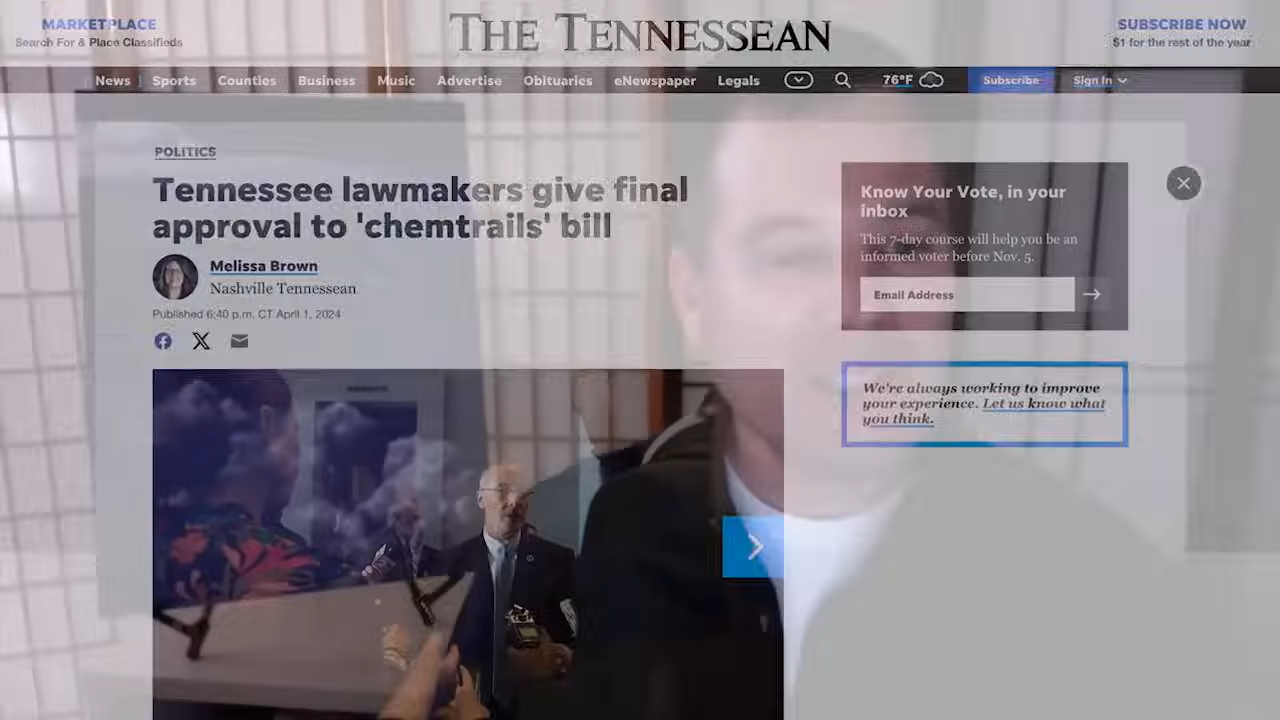 MARKETPLACE
Search For & Place Classifieds
THE TENNESSEAN
SUBSCRIBE NOW
$1 for the rest of the year
News Sports Counties Business Music Advertise Obituaries eNewspaper Legals 76°F Subscribe Sign In
POLITICS
Tennessee lawmakers give final
approval to 'chemtrails' bill
Melissa Brown
Nashville Tennessean
Published 6:40 p.m. CT April 1, 2024
Know Your Vote, in your
inbox
This 7-day course will help you be an
informed voter before Nov. 5.
Email Address
We're always working to improve
your experience. Let us know what
you think.